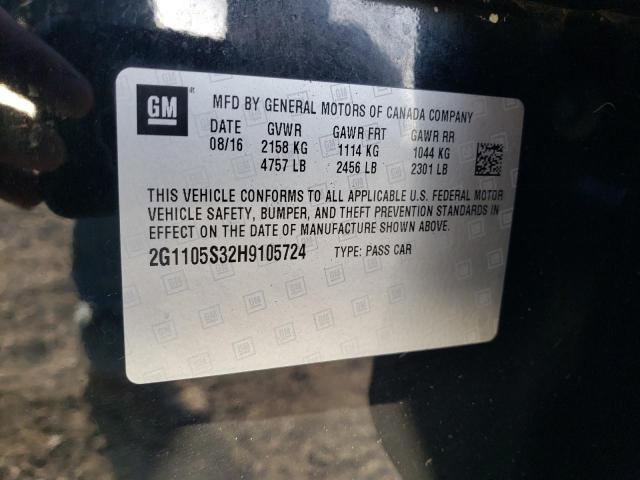 GM
MFD BY GENERAL MOTORS OF CANADA COMPANY
DATE GVWR GAWR FRT GAWR RR
08/16 2158 KG 1114 KG 1044 KG
4757 LB 2456 LB 2301 LB
THIS VEHICLE CONFORMS TO ALL APPLICABLE U.S. FEDERAL MOTOR
VEHICLE SAFETY, BUMPER, AND THEFT PREVENTION STANDARDS IN
EFFECT ON THE DATE OF MANUFACTURE SHOWN ABOVE.
2G1105S32H9105724 TYPE: PASS CAR